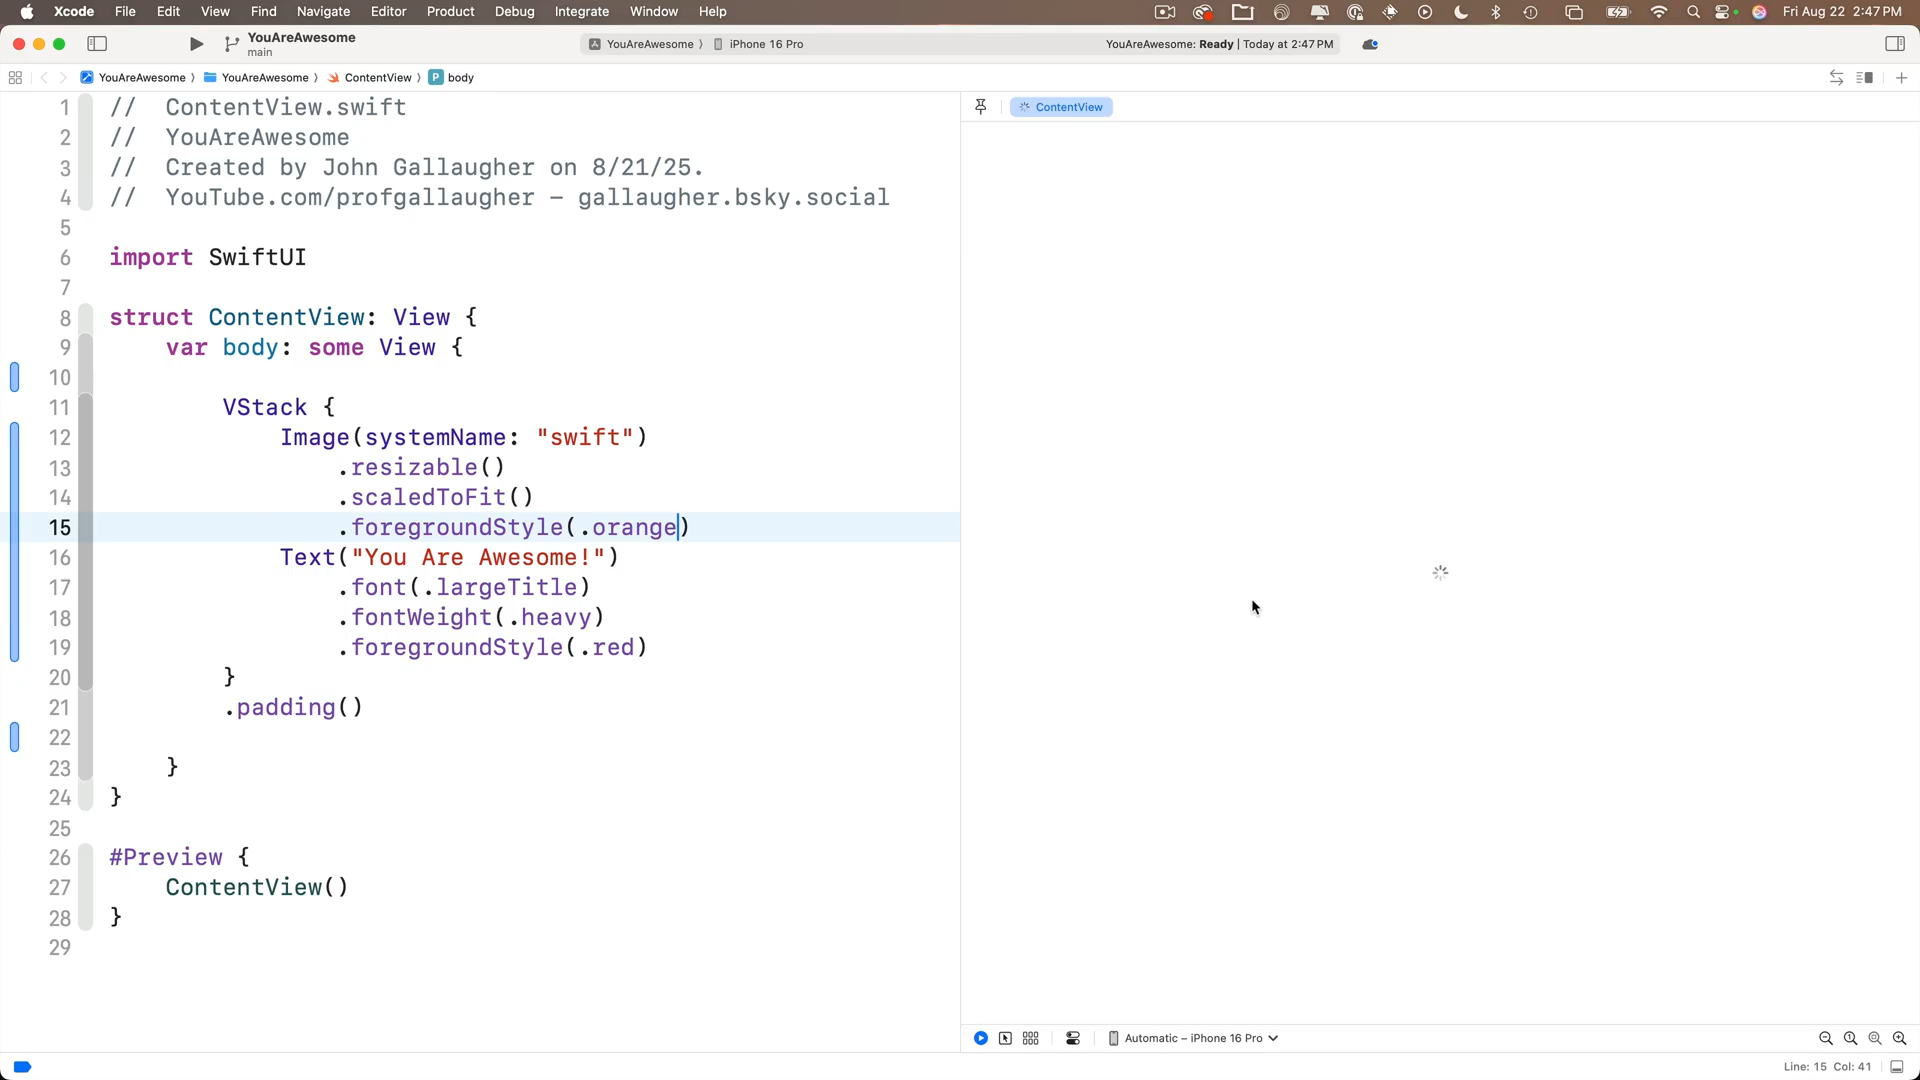 Xcode File Edit View Find Navigate Editor Product Debug Integrate Window Help Fri Aug 22 2:47 PM
YouAreAwesome
main
YouAreAwesome 〉 iPhone 16 Pro YouAreAwesome: Ready | Today at 2:47 PM
YouAreAwesome 〉 YouAreAwesome 〉 ContentView 〉 P body
ContentView
1 // ContentView.swift
2 // YouAreAwesome
3 // Created by John Gallaugher on 8/21/25.
4 // YouTube.com/profgallaugher – gallaugher.bsky.social
5
6 import SwiftUI
7
8 struct ContentView: View {
9 var body: some View {
10
11 VStack {
12 Image(systemName: "swift")
13 .resizable()
14 .scaledToFit()
15 .foregroundStyle(.orange)
16 Text("You Are Awesome!")
17 .font(.largeTitle)
18 .fontWeight(.heavy)
19 .foregroundStyle(.red)
20 }
21 .padding()
22
23 }
24 }
25
26 #Preview {
27 ContentView()
28 }
29
Automatic – iPhone 16 Pro
Line: 15 Col: 41